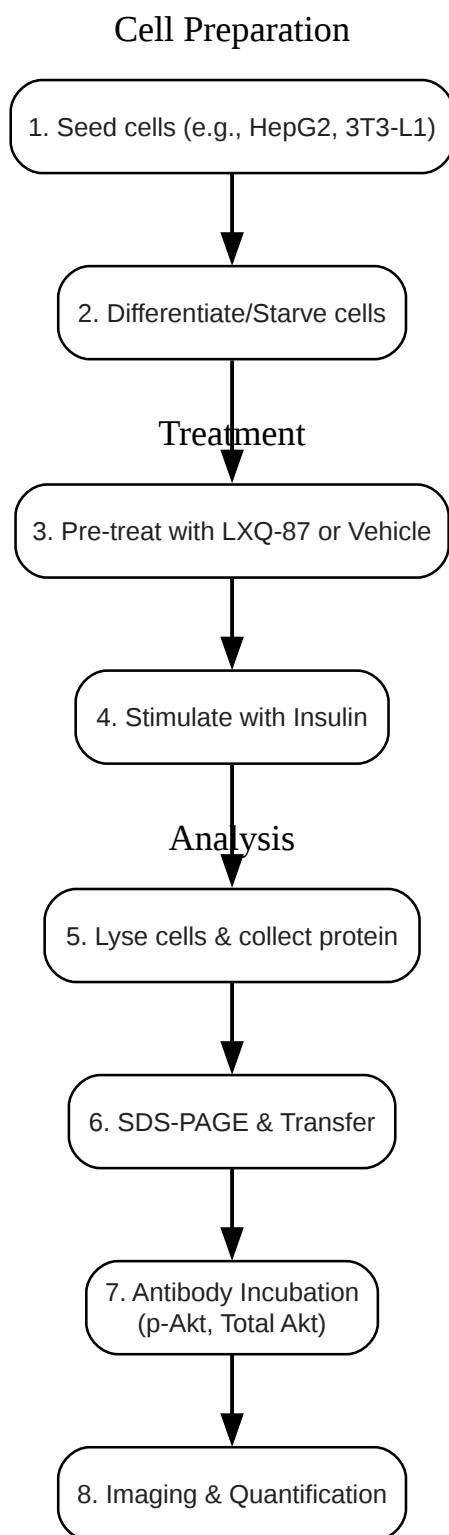 Cell Preparation
1. Seed cells (e.g., HepG2, 3T3-L1)
2. Differentiate/Starve cells
Treatment
3. Pre-treat with LXQ-87 or Vehicle
4. Stimulate with Insulin
Analysis
5. Lyse cells & collect protein
6. SDS-PAGE & Transfer
7. Antibody Incubation
(p-Akt, Total Akt)
8. Imaging & Quantification